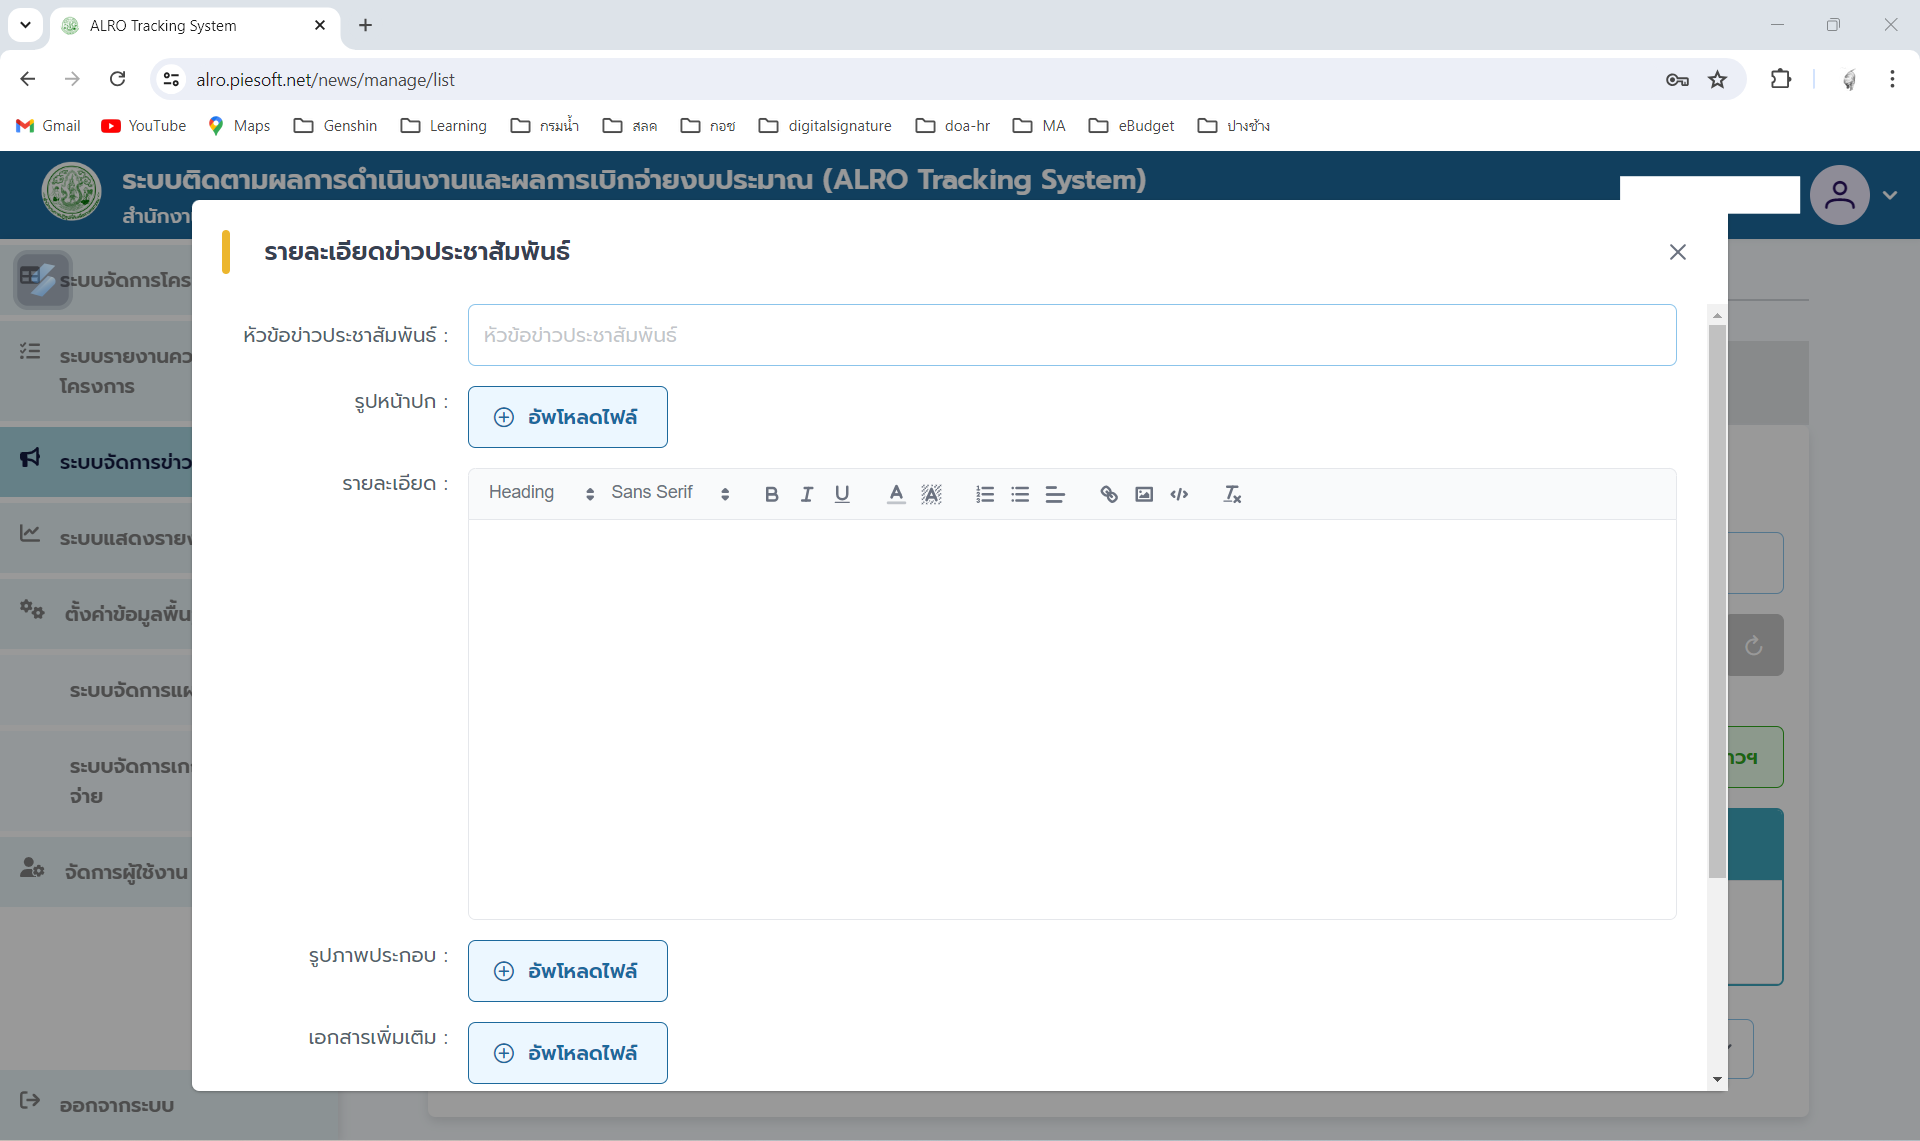 ALRO Tracking System
alro.piesoft.net/news/manage/list
Gmail YouTube Maps Genshin Learning กรมน้ำ สลค กอช digitalsignature doa-hr MA eBudget ปางช้าง
ระบบติดตามผลการดำเนินงานและผลการเบิกจ่ายงบประมาณ (ALRO Tracking System)
สำนักงา
รายละเอียดข่าวประชาสัมพันธ์
ระบบจัดการโคร
หัวข้อข่าวประชาสัมพันธ์ : หัวข้อข่าวประชาสัมพันธ์
ระบบรายงานคว
โครงการ
รูปหน้าปก : อัพโหลดไฟล์
ระบบจัดการข่าว
รายละเอียด : Heading Sans Serif
ระบบแสดงรายง
ตั้งค่าข้อมูลพื้น
ระบบจัดการแผ
าวฯ
ระบบจัดการเก
จ่าย
จัดการผู้ใช้งาน
รูปภาพประกอบ : อัพโหลดไฟล์
เอกสารเพิ่มเติม : อัพโหลดไฟล์
ออกจากระบบ